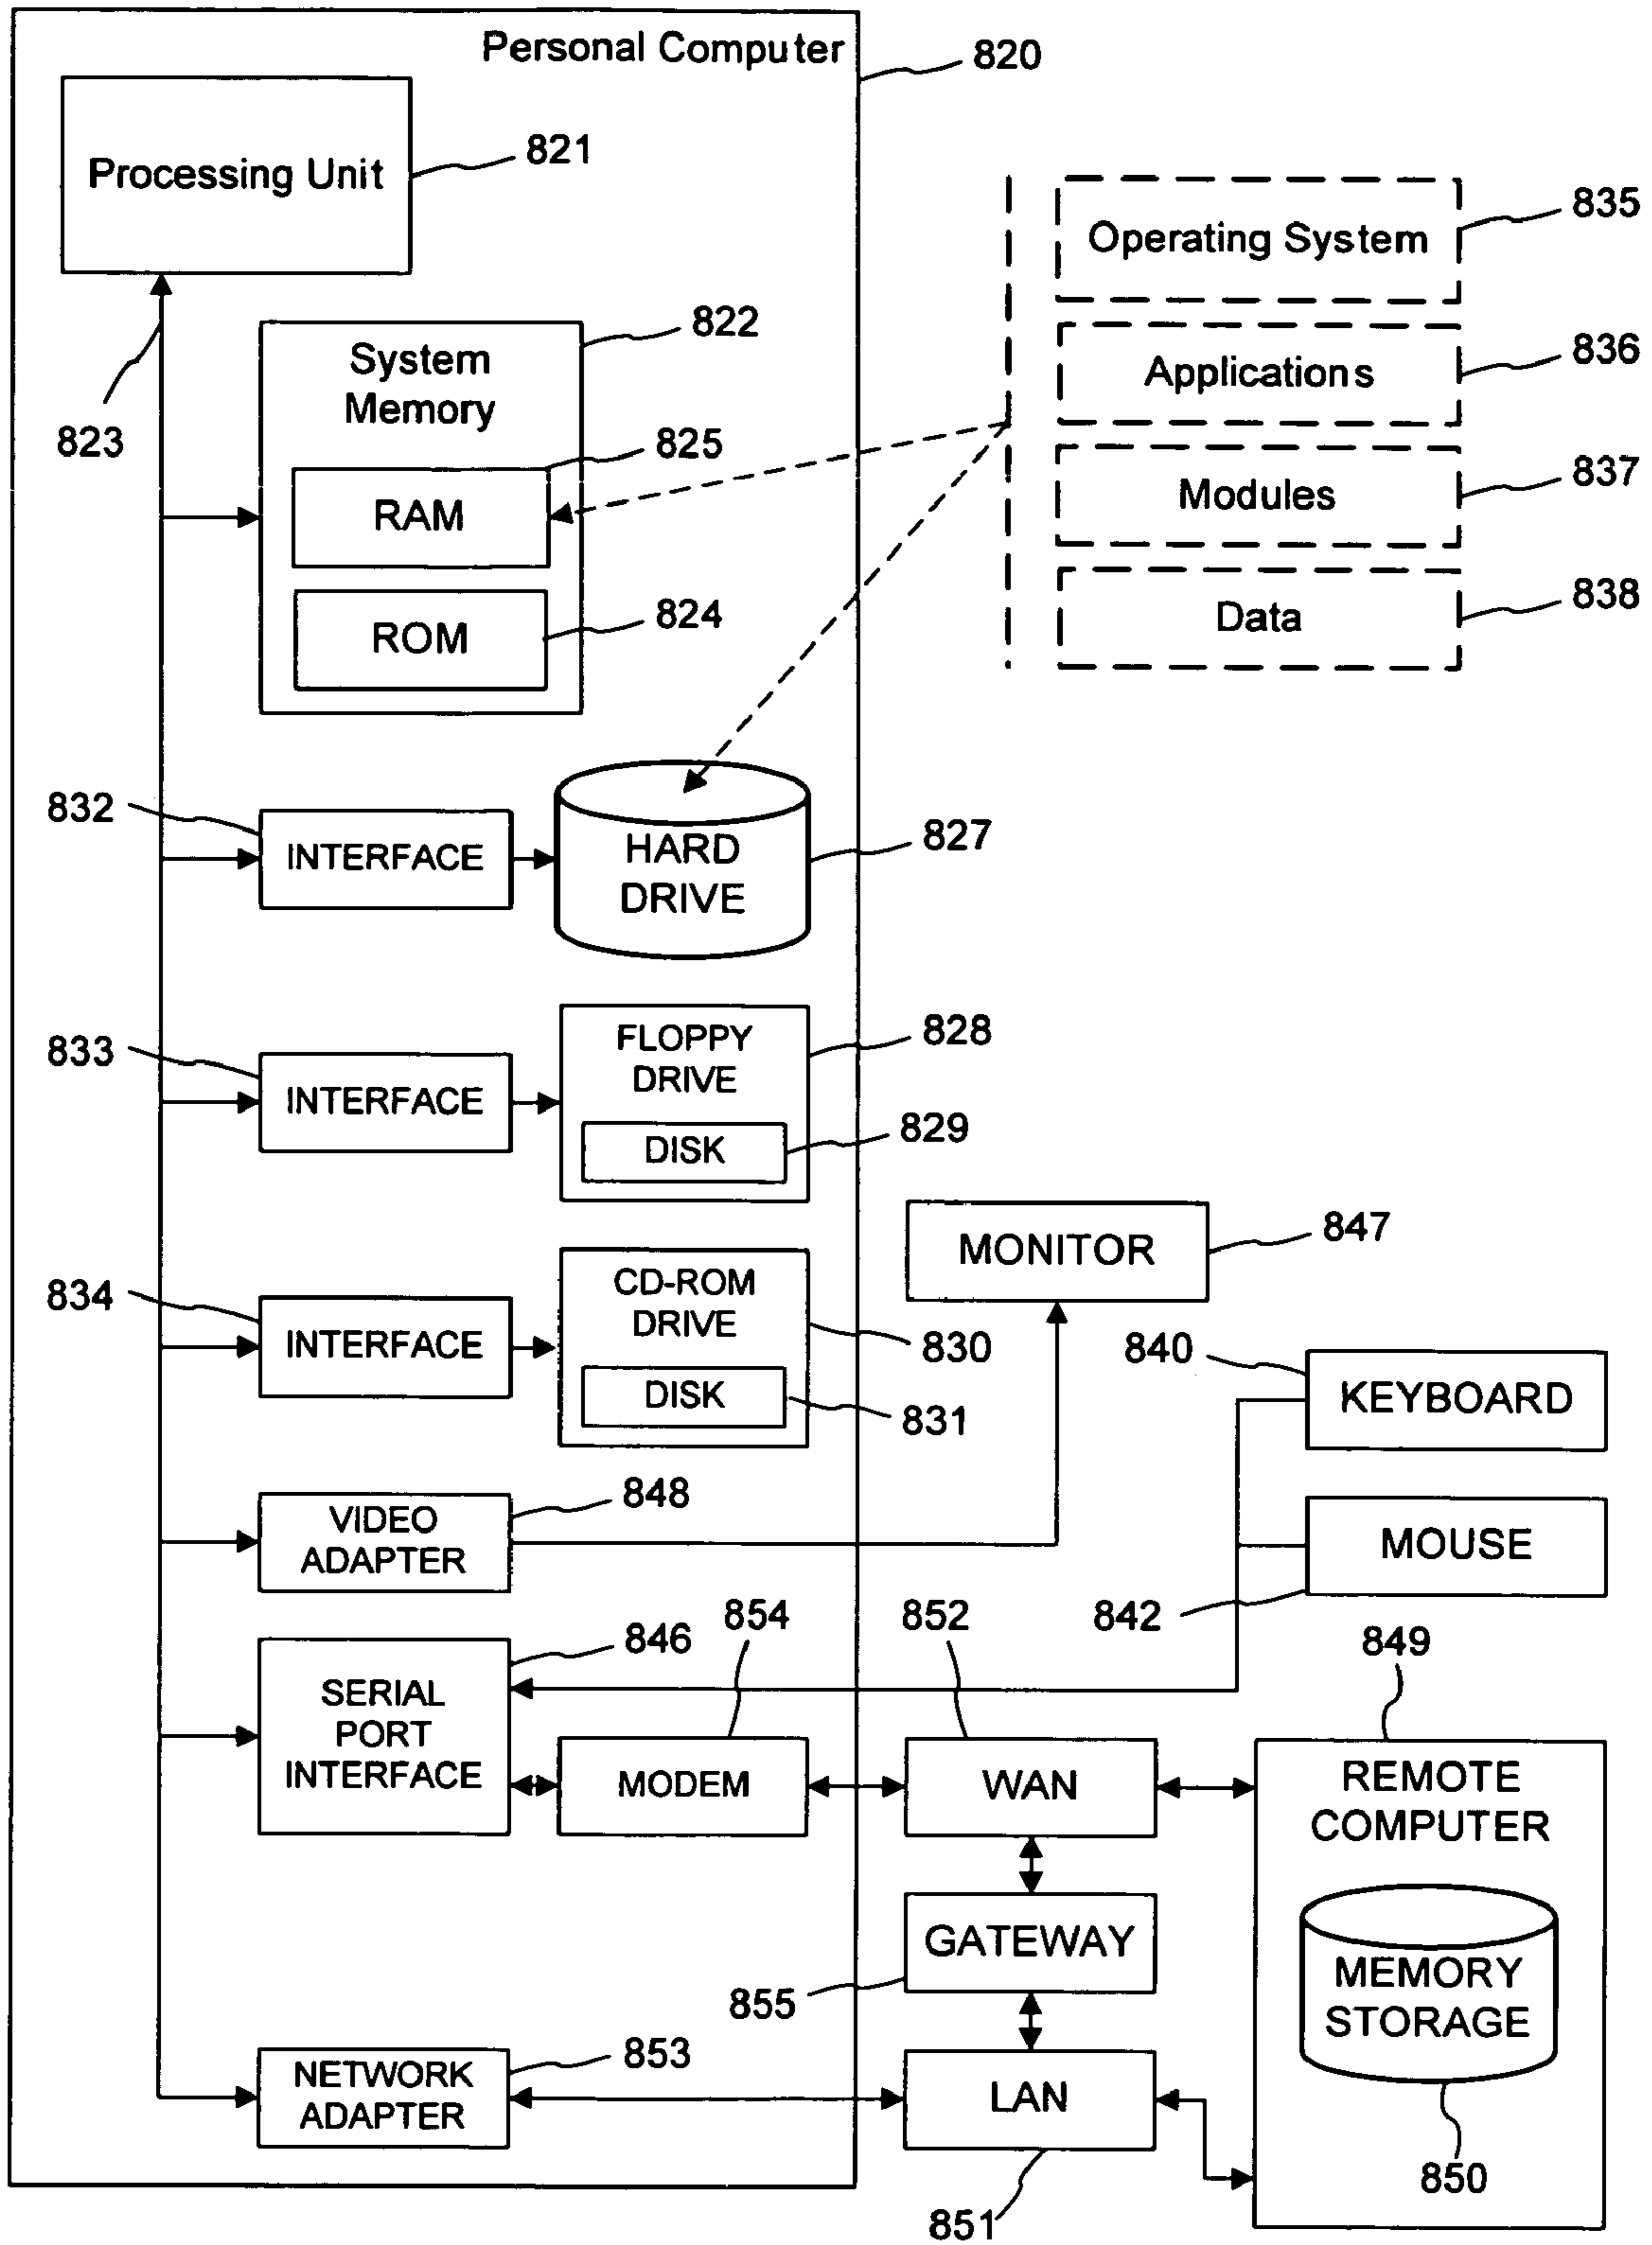 Personal Computer
820
Processing Unit
821
835
Operating System
823
System
Memory
822
836
Applications
825
RAM
837
Modules
824
ROM
838
Data
832
INTERFACE
HARD
DRIVE
827
833
INTERFACE
FLOPPY
DRIVE
828
DISK
829
MONITOR
847
834
INTERFACE
CD-ROM
DRIVE
830
DISK
831
840
KEYBOARD
VIDEO
ADAPTER
848
MOUSE
842
SERIAL
PORT
INTERFACE
846
854
MODEM
852
WAN
849
REMOTE
COMPUTER
GATEWAY
855
MEMORY
STORAGE
850
NETWORK
ADAPTER
853
LAN
851